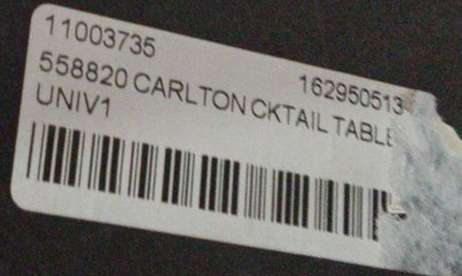 11003735 162950513
558820 CARLTON CKTAIL TABLE
UNIV1